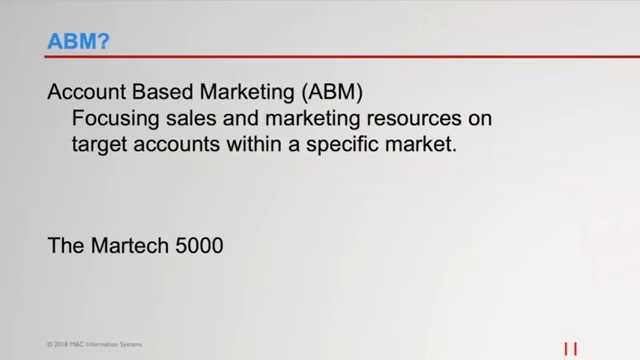 ABM?
Account Based Marketing (ABM)
Focusing sales and marketing resources on
target accounts within a specific market.
The Martech 5000
© 2018 M&C Information Systems